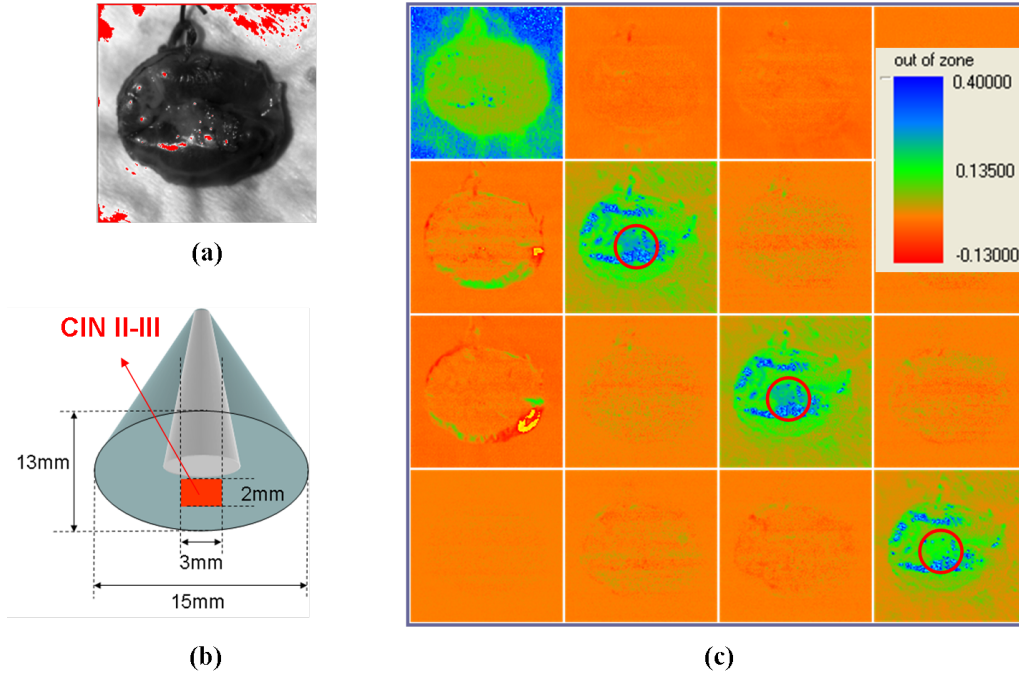 out of zone
0.40000
0.13500
-0.13000
(a)
CIN II-III
13mm
2mm
3mm
15mm
(b)
(c)